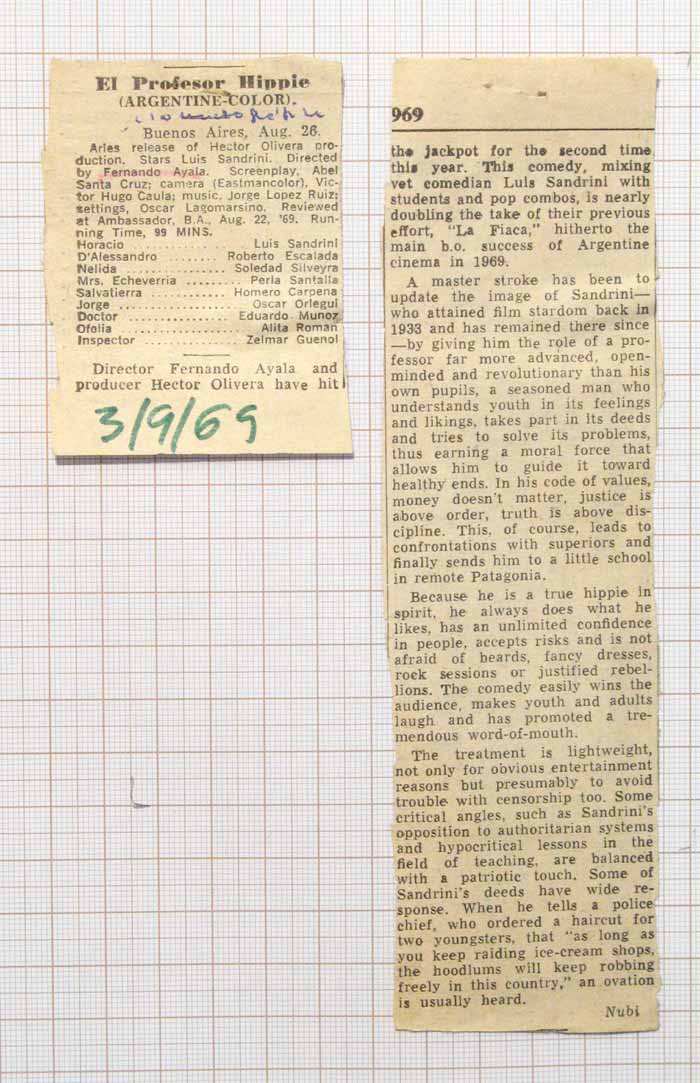 El Profesor Hippie
(ARGENTINE-COLOR).
Buenos Aires, Aug. 26.
Aries release of Hector Olivera pro-
duction. Stars Luis Sandrini. Directed
by Fernando Ayala. Screenplay, Abel
Santa Cruz; camera (Eastmancolor), Vic-
tor Hugo Caula; music, Jorge Lopez Ruiz;
settings, Oscar Lagomarsino. Reviewed
at Ambassador, B.A., Aug. 22, '69. Run-
ning Time, 99 MINS.
Horacio ................ Luis Sandrini
D'Alessandro ....... Roberto Escalada
Nelida ............... Soledad Silveyra
Mrs. Echeverria ........ Perla Santalla
Salvatierra .......... Homero Carpena
Jorge ................... Oscar Orlegui
Doctor ................ Eduardo Munoz
Ofelia .................. Alita Roman
Inspector .............. Zelmar Guenol
Director Fernando Ayala and
producer Hector Olivera have hit
3/9/69
969
the jackpot for the second time
this year. This comedy, mixing
vet comedian Luis Sandrini with
students and pop combos, is nearly
doubling the take of their previous
effort, "La Fiaca," hitherto the
main b.o. success of Argentine
cinema in 1969.
A master stroke has been to
update the image of Sandrini—
who attained film stardom back in
1933 and has remained there since
—by giving him the role of a pro-
fessor far more advanced, open-
minded and revolutionary than his
own pupils, a seasoned man who
understands youth in its feelings
and likings, takes part in its deeds
and tries to solve its problems,
thus earning a moral force that
allows him to guide it toward
healthy ends. In his code of values,
money doesn't matter, justice is
above order, truth is above dis-
cipline. This, of course, leads to
confrontations with superiors and
finally sends him to a little school
in remote Patagonia.
Because he is a true hippie in
spirit, he always does what he
likes, has an unlimited confidence
in people, accepts risks and is not
afraid of beards, fancy dresses,
rock sessions or justified rebel-
lions. The comedy easily wins the
audience, makes youth and adults
laugh and has promoted a tre-
mendous word-of-mouth.
The treatment is lightweight,
not only for obvious entertainment
reasons but presumably to avoid
trouble with censorship too. Some
critical angles, such as Sandrini's
opposition to authoritarian systems
and hypocritical lessons in the
field of teaching, are balanced
with a patriotic touch. Some of
Sandrini's deeds have wide re-
sponse. When he tells a police
chief, who ordered a haircut for
two youngsters, that "as long as
you keep raiding ice-cream shops,
the hoodlums will keep robbing
freely in this country," an ovation
is usually heard.
Nubi